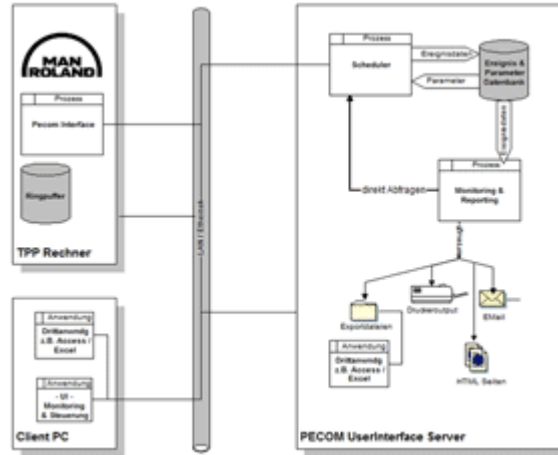 MAN
ROLAND
Prozess
Pecom Interface
Ringpuffer
TPP Rechner
Anwendung
Drittanwndg
z.B. Access /
Excel
Anwendung
- UI -
Monitoring
& Steuerung
Client PC
LAN / Ethernet
Prozess
Scheduler
Ereignisdaten
Parameter
Ereignis &
Parameter
Datenbank
Ereignisdaten
Prozess
Monitoring &
Reporting
direkt Abfragen
erzeugt
Exportdateien
Druckeroutput
EMail
HTML Seiten
Anwendung
Drittanwndg
z.B. Access /
Excel
PECOM UserInterface Server